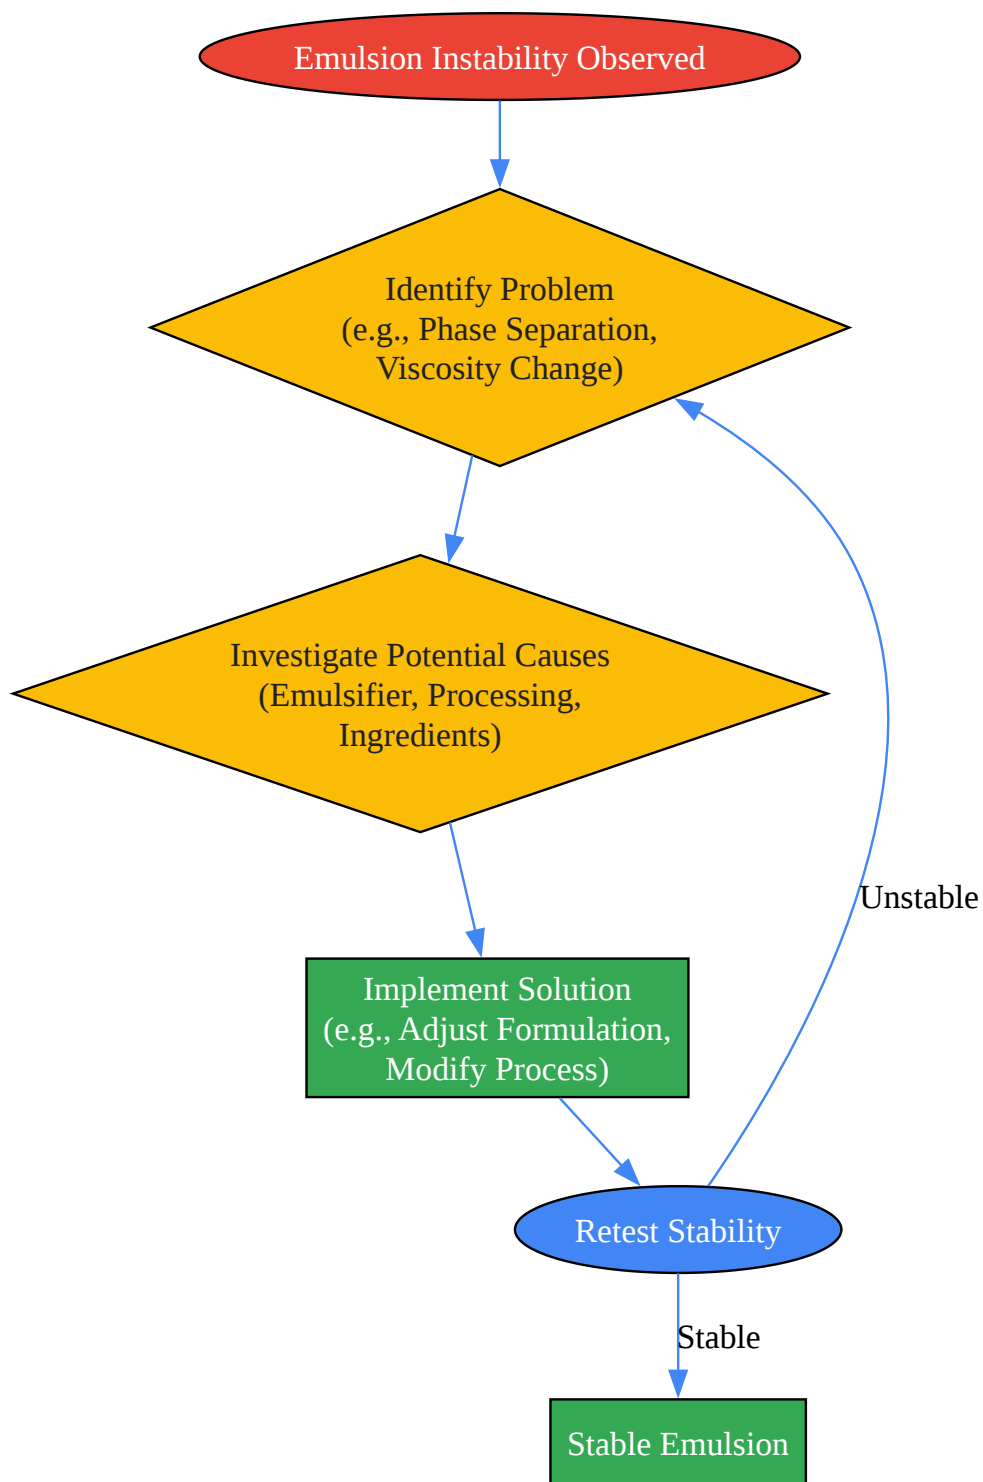 Emulsion Instability Observed
Identify Problem
(e.g., Phase Separation,
Viscosity Change)
Investigate Potential Causes
(Emulsifier, Processing,
Ingredients)
Unstable
Implement Solution
(e.g., Adjust Formulation,
Modify Process)
Retest Stability
Stable
Stable Emulsion